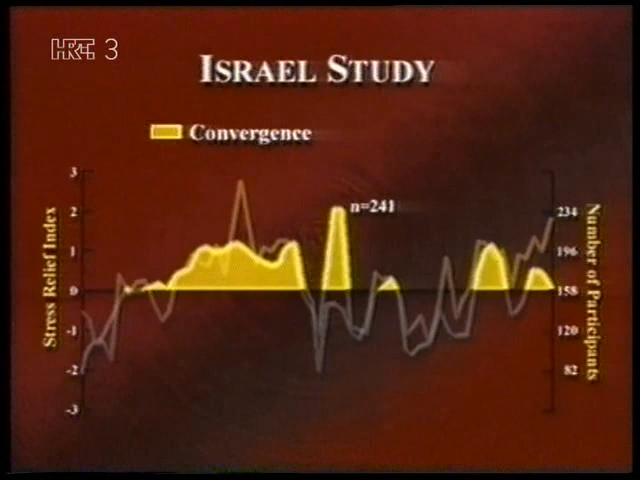 HRT 3
ISRAEL STUDY
Convergence
n=241
Stress Relief Index
3
2
1
0
-1
-2
-3
234
196
158
120
82
Number of Participants